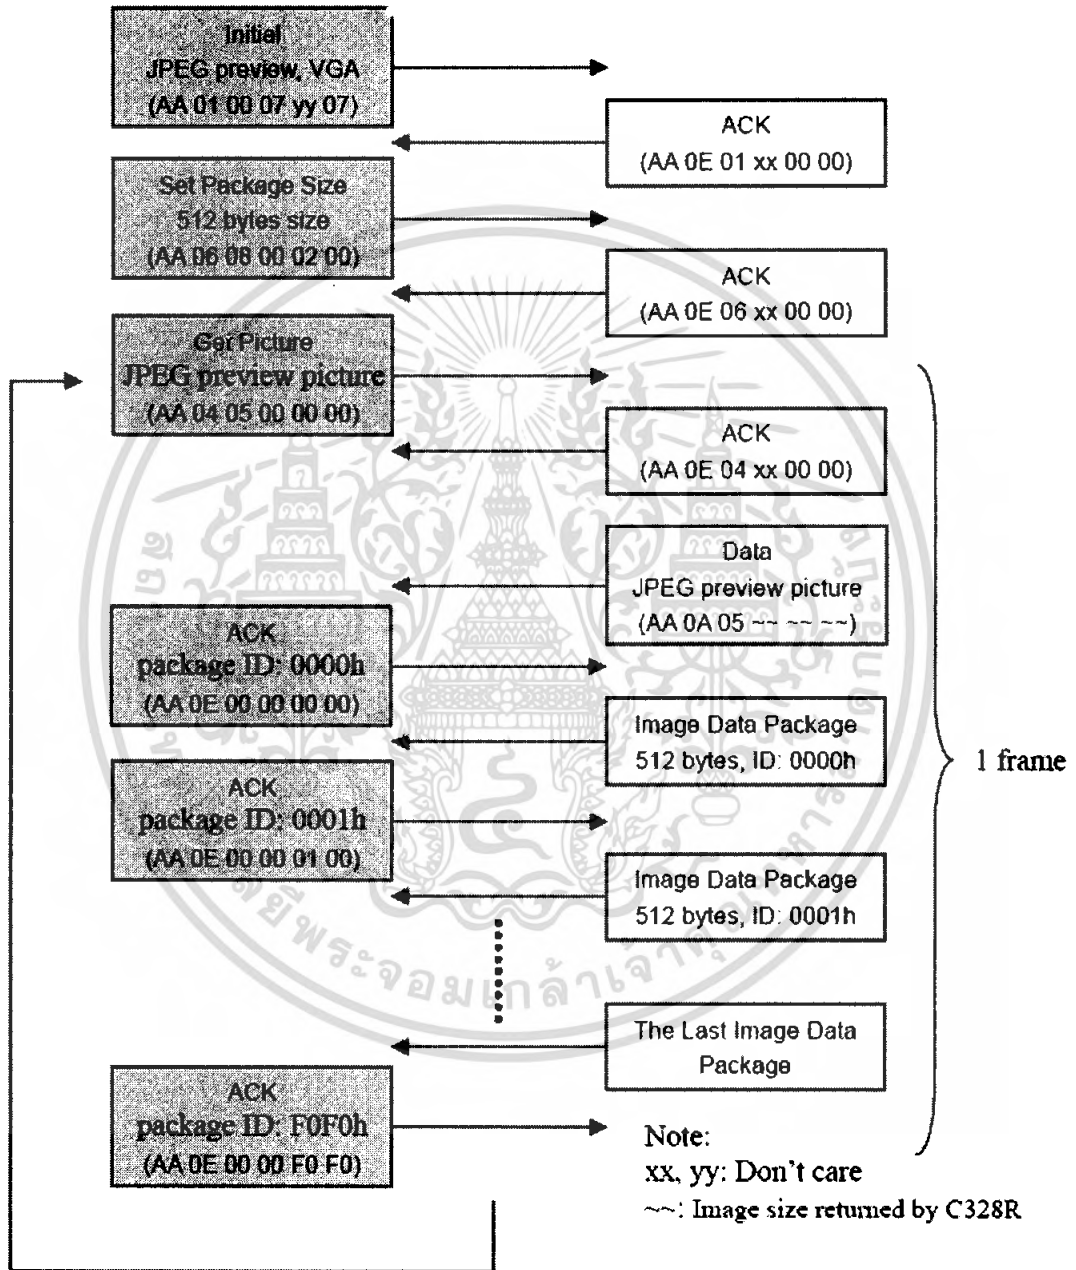 Initial
JPEG preview, VGA
(AA 01 00 07 yy 07)
ACK
(AA 0E 01 xx 00 00)
Set Package Size
512 bytes size
(AA 06 08 00 02 00)
ACK
(AA 0E 06 xx 00 00)
Get Picture
JPEG preview picture
(AA 04 05 00 00 00)
ACK
(AA 0E 04 xx 00 00)
Data
JPEG preview picture
(AA 0A 05 ~~ ~~ ~~)
ACK
package ID: 0000h
(AA 0E 00 00 00 00)
Image Data Package
512 bytes, ID: 0000h
1 frame
ACK
package ID: 0001h
(AA 0E 00 00 01 00)
Image Data Package
512 bytes, ID: 0001h
The Last Image Data
Package
ACK
package ID: F0F0h
(AA 0E 00 00 F0 F0)
Note:
xx, yy: Don't care
~~: Image size returned by C328R